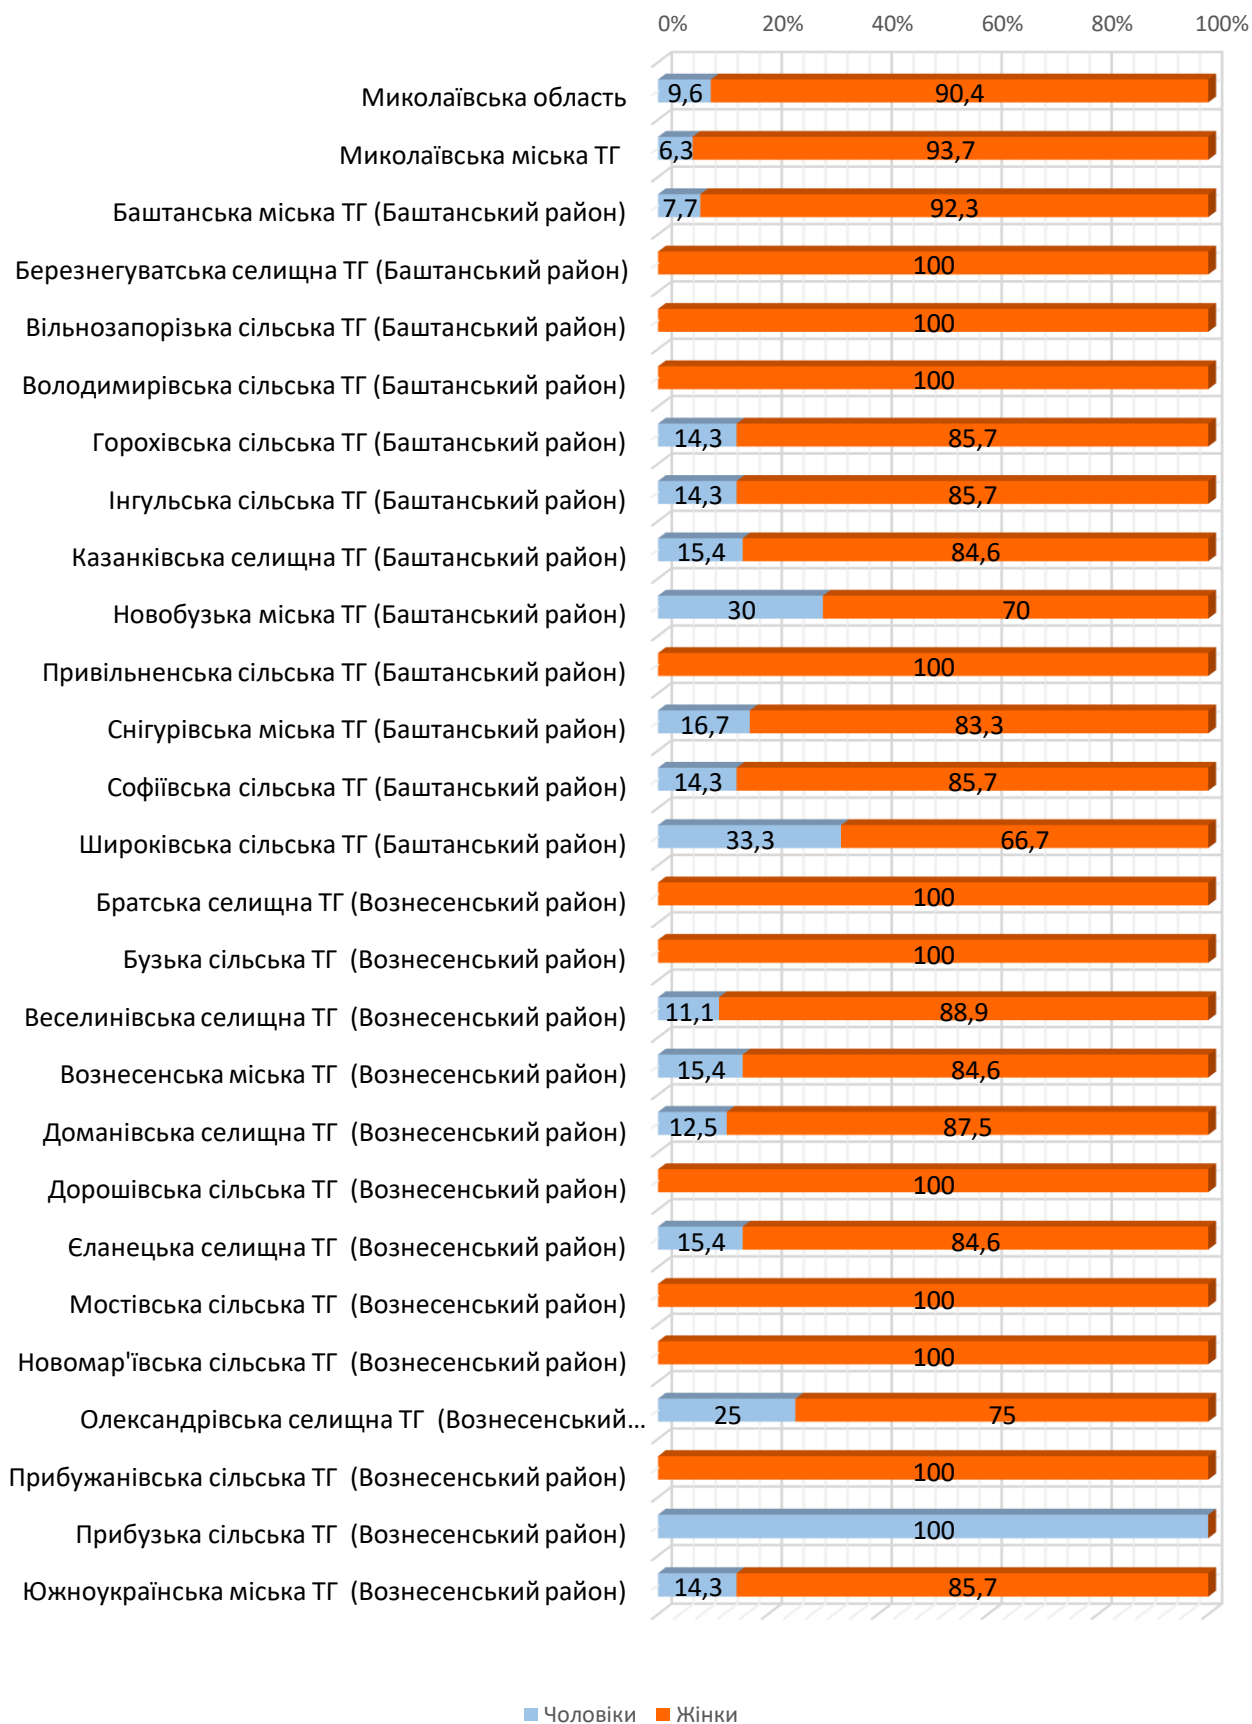 0% 20% 40% 60% 80% 100%
Миколаївська область 9,6 90,4
Миколаївська міська ТГ 6,3 93,7
Баштанська міська ТГ (Баштанський район) 7,7 92,3
Березнегуватська селищна ТГ (Баштанський район) 100
Вільнозапорізька сільська ТГ (Баштанський район) 100
Володимирівська сільська ТГ (Баштанський район) 100
Горохівська сільська ТГ (Баштанський район) 14,3 85,7
Інгульська сільська ТГ (Баштанський район) 14,3 85,7
Казанківська селищна ТГ (Баштанський район) 15,4 84,6
Новобузька міська ТГ (Баштанський район) 30 70
Привільненська сільська ТГ (Баштанський район) 100
Снігурівська міська ТГ (Баштанський район) 16,7 83,3
Софіївська сільська ТГ (Баштанський район) 14,3 85,7
Широківська сільська ТГ (Баштанський район) 33,3 66,7
Братська селищна ТГ (Вознесенський район) 100
Бузька сільська ТГ (Вознесенський район) 100
Веселинівська селищна ТГ (Вознесенський район) 11,1 88,9
Вознесенська міська ТГ (Вознесенський район) 15,4 84,6
Доманівська селищна ТГ (Вознесенський район) 12,5 87,5
Дорошівська сільська ТГ (Вознесенський район) 100
Єланецька селищна ТГ (Вознесенський район) 15,4 84,6
Мостівська сільська ТГ (Вознесенський район) 100
Новомар'ївська сільська ТГ (Вознесенський район) 100
Олександрівська селищна ТГ (Вознесенський... 25 75
Прибужанівська сільська ТГ (Вознесенський район) 100
Прибузька сільська ТГ (Вознесенський район) 100
Южноукраїнська міська ТГ (Вознесенський район) 14,3 85,7
Чоловіки Жінки